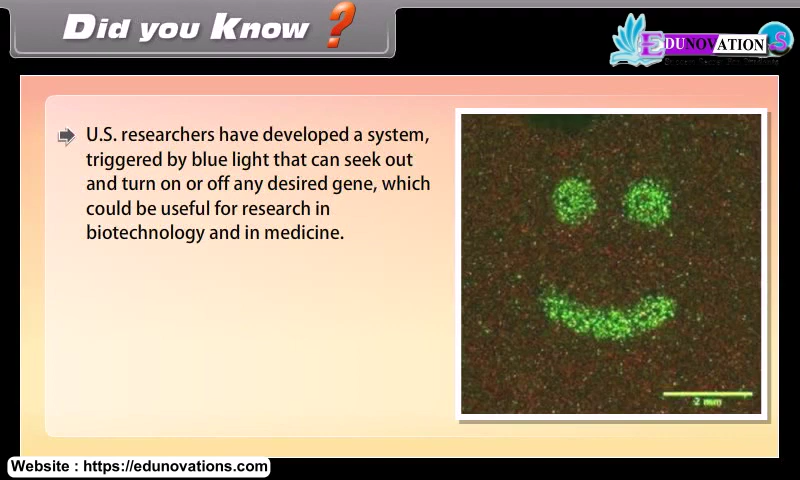 Did you Know ?
EDUNOVATION.S
U.S. researchers have developed a system,
triggered by blue light that can seek out
and turn on or off any desired gene, which
could be useful for research in
biotechnology and in medicine.
2 mm
Website : https://edunovations.com